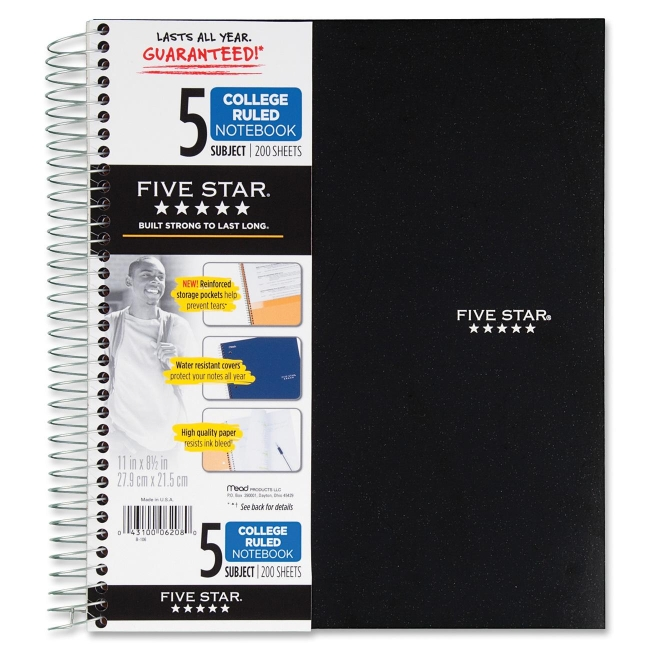 LASTS ALL YEAR.
GUARANTEED!*
5
COLLEGE
RULED
NOTEBOOK
SUBJECT | 200 SHEETS
FIVE STAR®
BUILT STRONG TO LAST LONG.
NEW! Reinforced
storage pockets help
prevent tears*
FIVE STAR®
Water resistant covers
protect your notes all year
High quality paper
resists ink bleed*
11 in x 8½ in
27.9 cm x 21.5 cm
Mead PRODUCTS LLC
P.O. Box 290001, Dayton, Ohio 45429
Made in U.S.A.
See back for details
0 43100 06208 0
5
COLLEGE
RULED
NOTEBOOK
SUBJECT | 200 SHEETS
FIVE STAR®